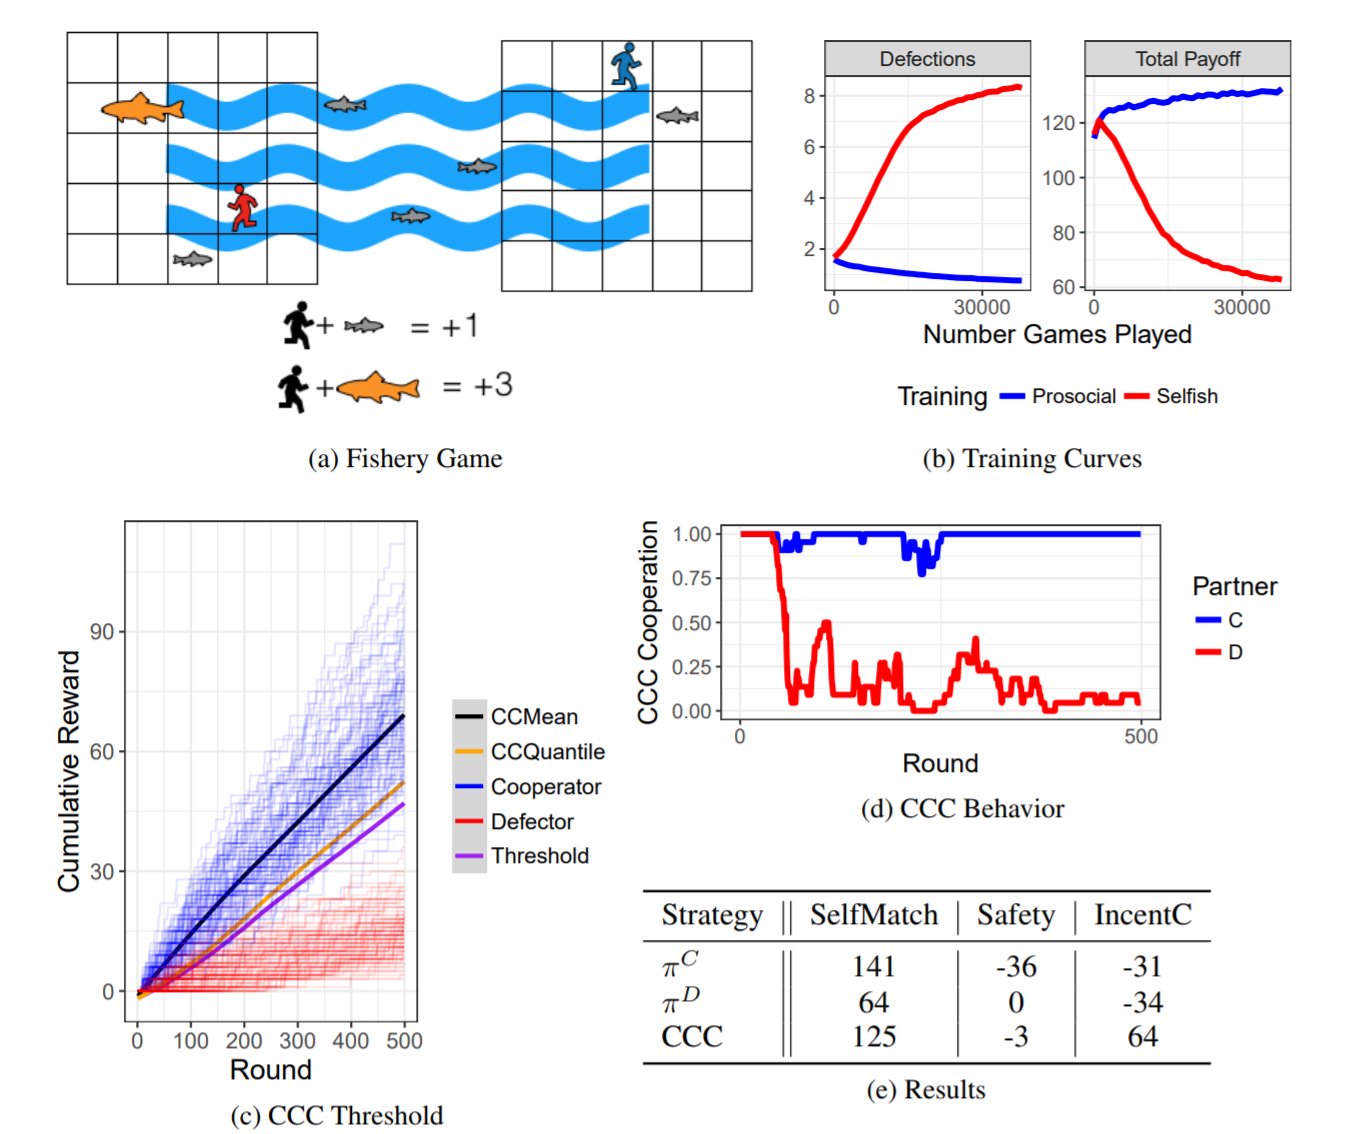 + = +1
+ = +3
(a) Fishery Game
Defections
Total Payoff
8
6
4
2
0
30000
120
100
80
60
0
30000
Number Games Played
Training Prosocial Selfish
(b) Training Curves
Cumulative Reward
90
60
30
0
0 100 200 300 400 500
Round
CCMean
CCQuantile
Cooperator
Defector
Threshold
(c) CCC Threshold
CCC Cooperation
1.00
0.75
0.50
0.25
0.00
0 500
Round
Partner
C
D
(d) CCC Behavior
Strategy SelfMatch Safety IncentC
π^C 141 -36 -31
π^D 64 0 -34
CCC 125 -3 64
(e) Results